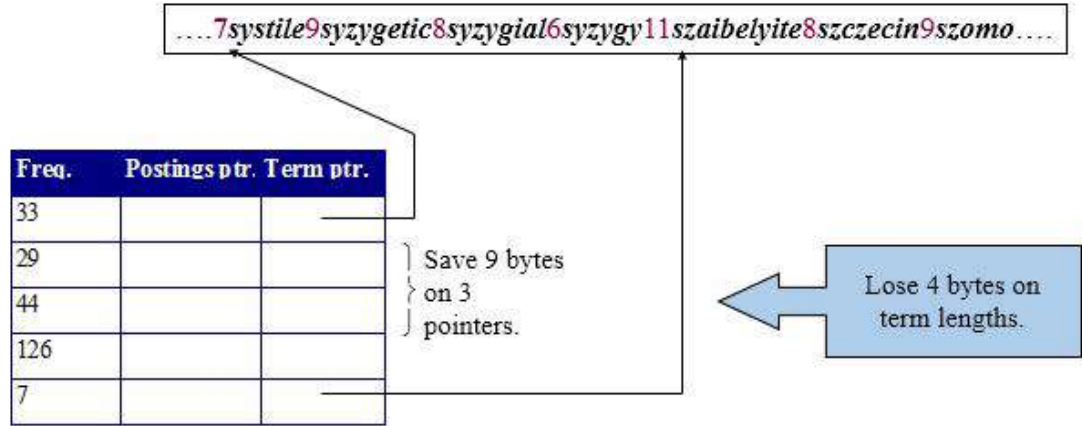 ....7systile9syzygetic8syzygial6syzygy11szaibelyite8szczecin9szomo....
Freq. Postings ptr. Term ptr.
33
29
44
126
7
Save 9 bytes
on 3
pointers.
Lose 4 bytes on
term lengths.